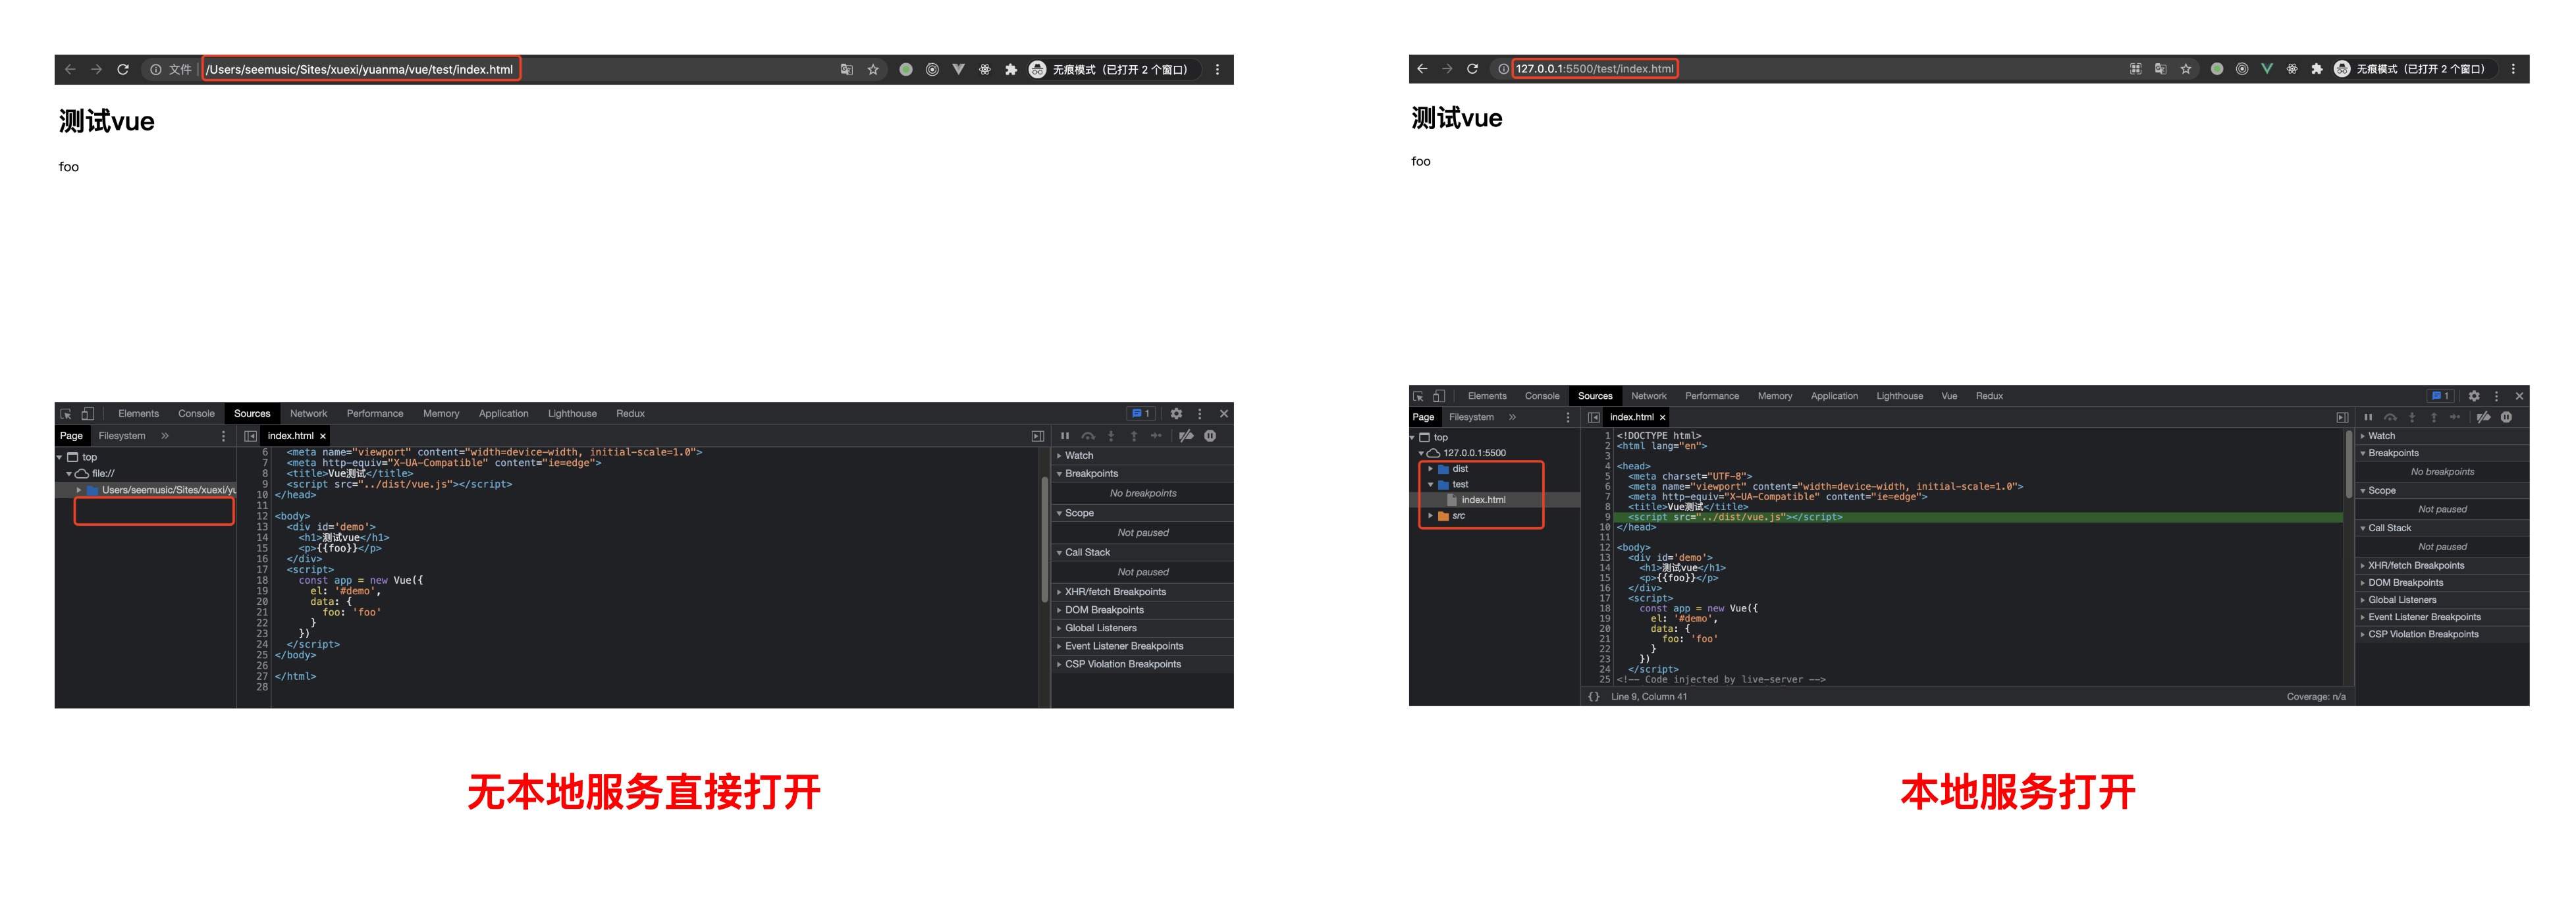 文件 | /Users/seemusic/Sites/xuexi/yuanma/vue/test/index.html 无痕模式（已打开 2 个窗口）
测试vue
foo
Elements Console Sources Network Performance Memory Application Lighthouse Redux 1
Page Filesystem » index.html ×
top
file://
Users/seemusic/Sites/xuexi/yu
6 <meta name="viewport" content="width=device-width, initial-scale=1.0">
7 <meta http-equiv="X-UA-Compatible" content="ie=edge">
8 <title>Vue测试</title>
9 <script src="../dist/vue.js"></script>
10 </head>
11
12 <body>
13 <div id='demo'>
14 <h1>测试vue</h1>
15 <p>{{foo}}</p>
16 </div>
17 <script>
18 const app = new Vue({
19 el: '#demo',
20 data: {
21 foo: 'foo'
22 }
23 })
24 </script>
25 </body>
26
27 </html>
28
Watch
Breakpoints
No breakpoints
Scope
Not paused
Call Stack
Not paused
XHR/fetch Breakpoints
DOM Breakpoints
Global Listeners
Event Listener Breakpoints
CSP Violation Breakpoints
无本地服务直接打开
127.0.0.1:5500/test/index.html 无痕模式（已打开 2 个窗口）
测试vue
foo
Elements Console Sources Network Performance Memory Application Lighthouse Vue Redux 1
Page Filesystem » index.html ×
top
127.0.0.1:5500
dist
test
index.html
src
1 <!DOCTYPE html>
2 <html lang="en">
3
4 <head>
5 <meta charset="UTF-8">
6 <meta name="viewport" content="width=device-width, initial-scale=1.0">
7 <meta http-equiv="X-UA-Compatible" content="ie=edge">
8 <title>Vue测试</title>
9 <script src="../dist/vue.js"></script>
10 </head>
11
12 <body>
13 <div id='demo'>
14 <h1>测试vue</h1>
15 <p>{{foo}}</p>
16 </div>
17 <script>
18 const app = new Vue({
19 el: '#demo',
20 data: {
21 foo: 'foo'
22 }
23 })
24 </script>
25 <!-- Code injected by live-server -->
{} Line 9, Column 41 Coverage: n/a
Watch
Breakpoints
No breakpoints
Scope
Not paused
Call Stack
Not paused
XHR/fetch Breakpoints
DOM Breakpoints
Global Listeners
Event Listener Breakpoints
CSP Violation Breakpoints
本地服务打开